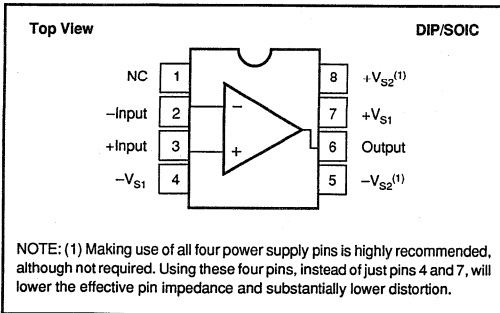 Top View DIP/SOIC
NC 1 8 +VS2(1)
–Input 2 – 7 +VS1
+Input 3 + 6 Output
–VS1 4 5 –VS2(1)
NOTE: (1) Making use of all four power supply pins is highly recommended,
although not required. Using these four pins, instead of just pins 4 and 7, will
lower the effective pin impedance and substantially lower distortion.